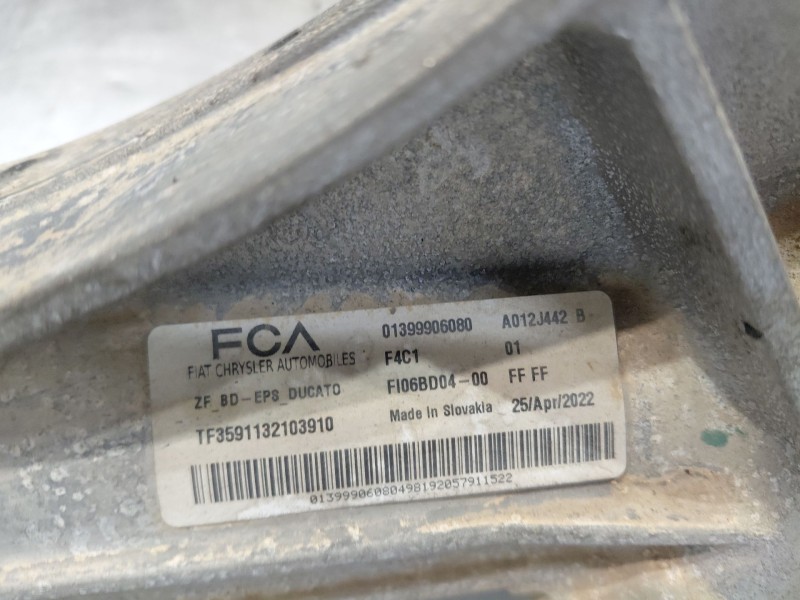 FCA 01399906080 A012J442 B
FIAT CHRYSLER AUTOMOBILES F4C1 01
ZF_BD-EPS_DUCATO FI06BD04-00 FF FF
TF3591132103910 Made In Slovakia 25/Apr/2022
01399906080498192057911522